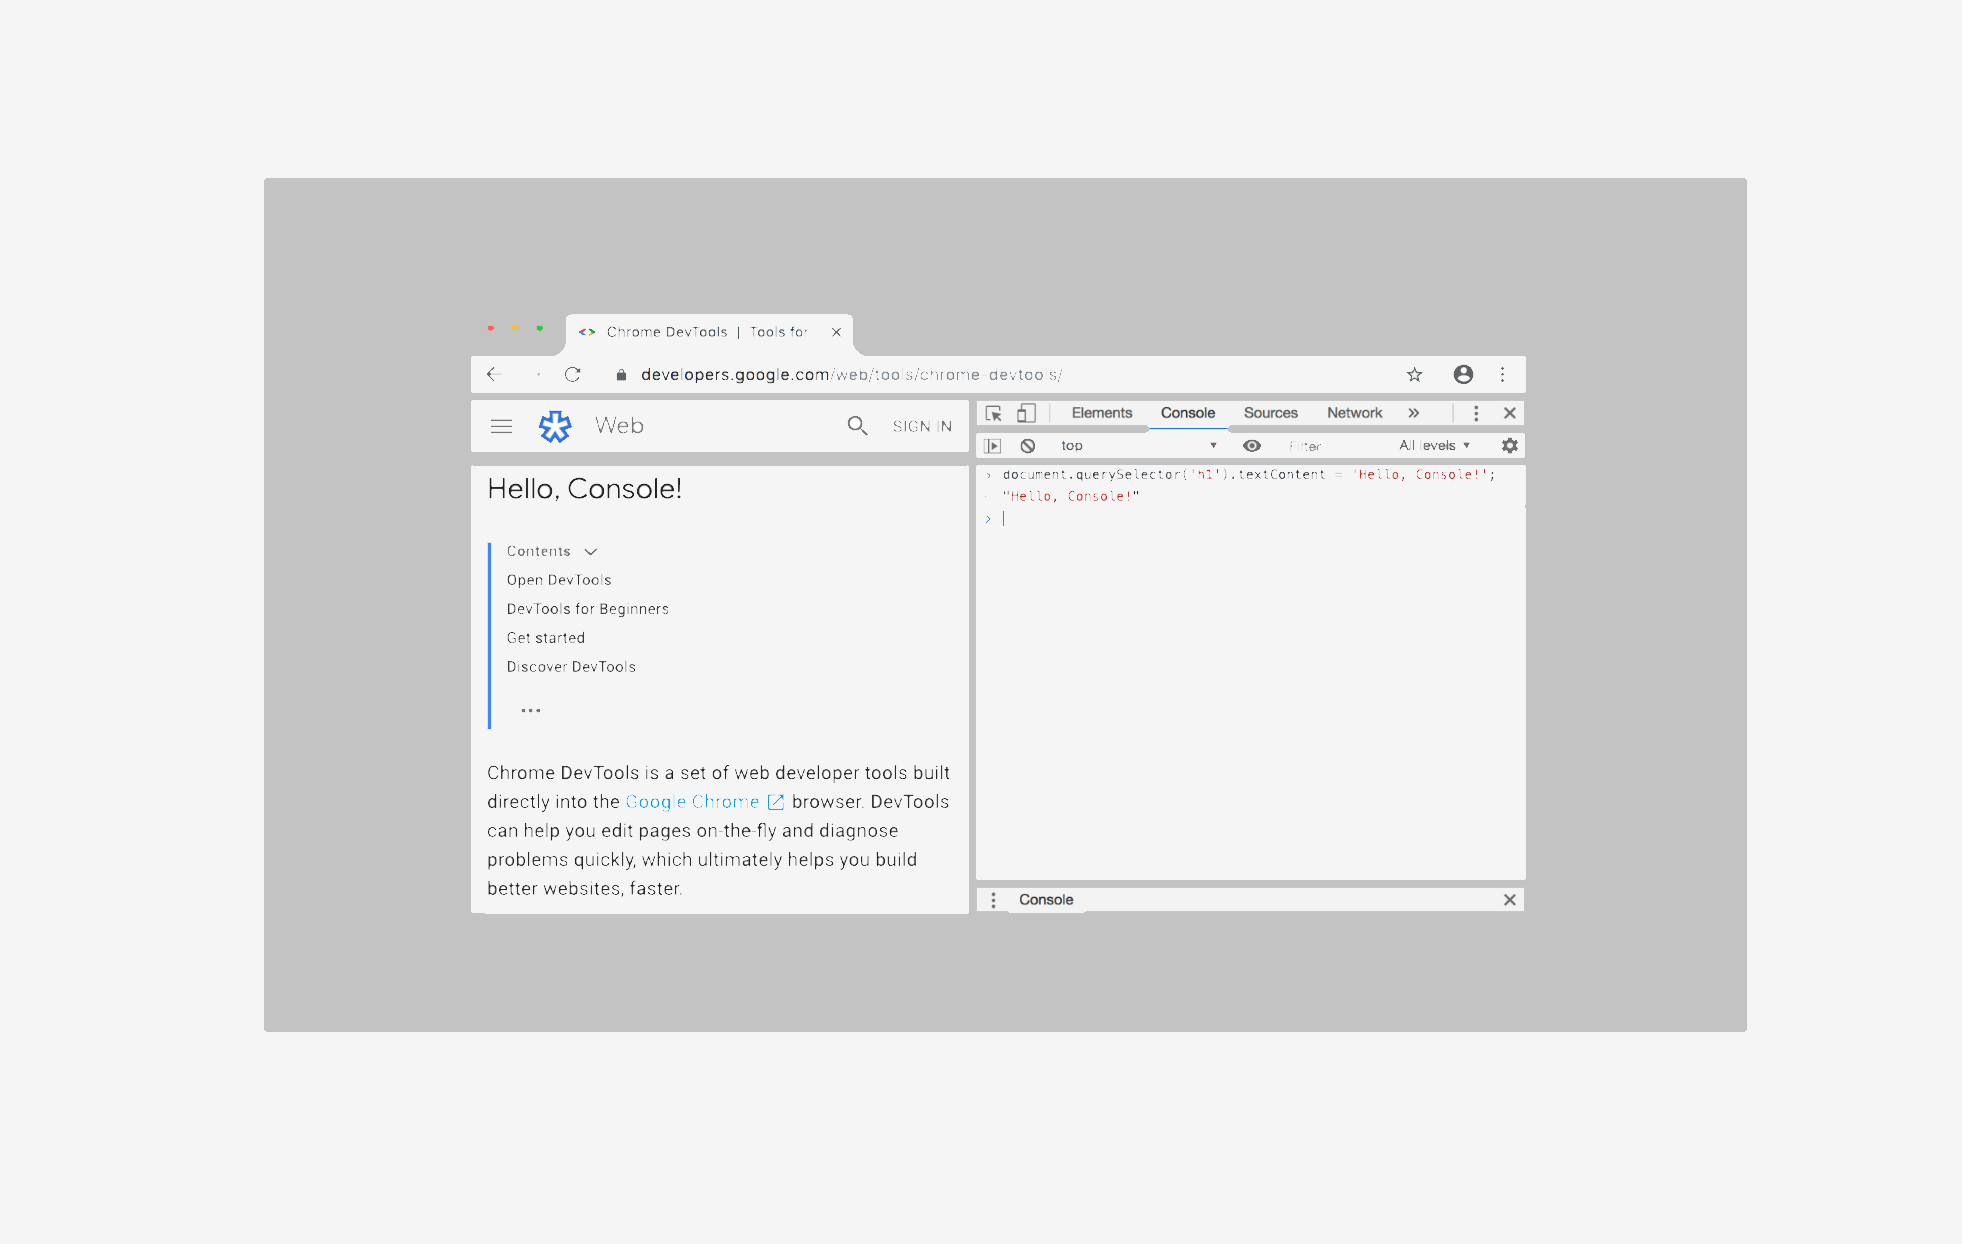 Chrome DevTools | Tools for
developers.google.com/web/tools/chrome-devtools/
Web
SIGN IN
Hello, Console!
Contents
Open DevTools
DevTools for Beginners
Get started
Discover DevTools
...
Chrome DevTools is a set of web developer tools built
directly into the Google Chrome browser. DevTools
can help you edit pages on-the-fly and diagnose
problems quickly, which ultimately helps you build
better websites, faster.
Elements Console Sources Network »
top Filter All levels
document.querySelector('h1').textContent = 'Hello, Console!';
"Hello, Console!"
Console